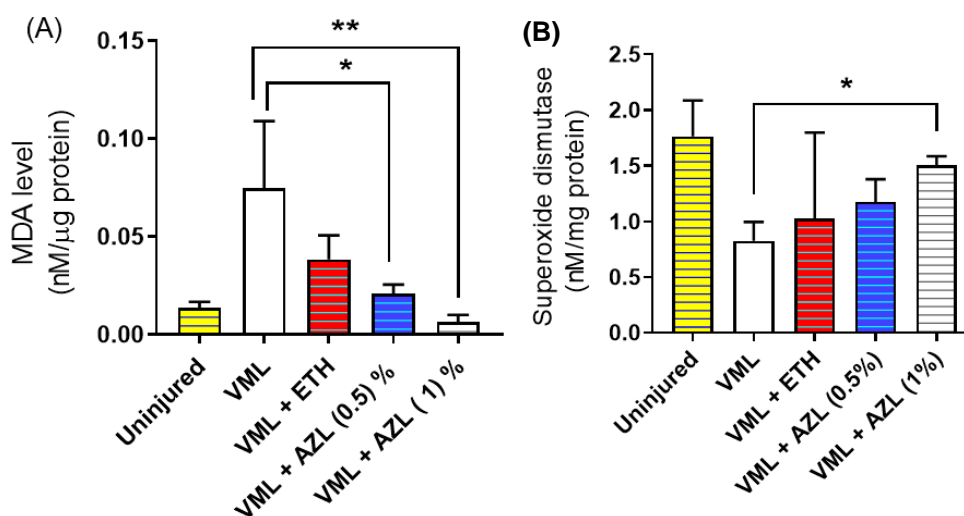 (A)
MDA level
(nM/μg protein)
0.15
0.10
0.05
0.00
**
*
Uninjured
VML
VML + ETH
VML + AZL (0.5) %
VML + AZL ( 1) %
(B)
Superoxide dismutase
(nM/mg protein)
2.5
2.0
1.5
1.0
0.5
0.0
*
Uninjured
VML
VML + ETH
VML + AZL (0.5%)
VML + AZL (1%)